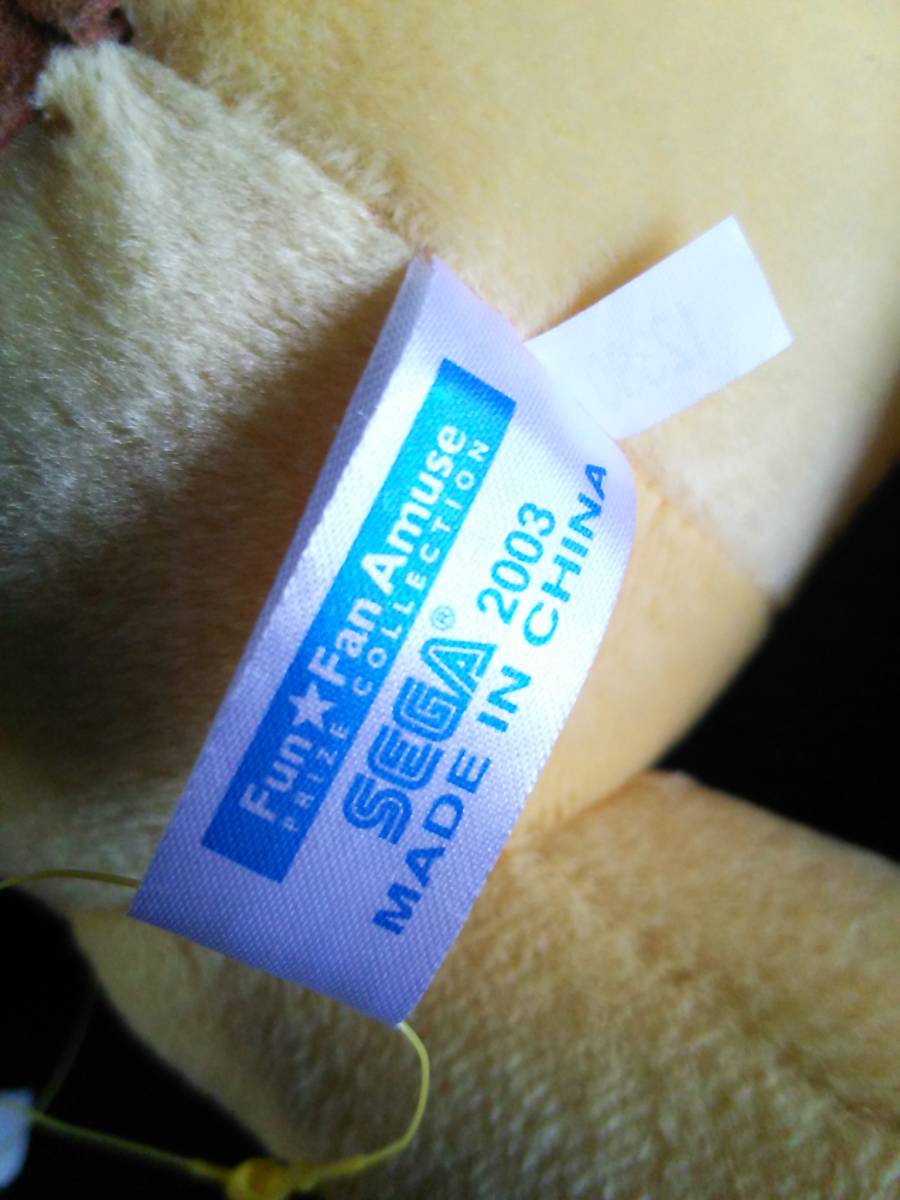 Fun★Fan Amuse
PRIZE COLLECTION
SEGA® 2003
MADE IN CHINA